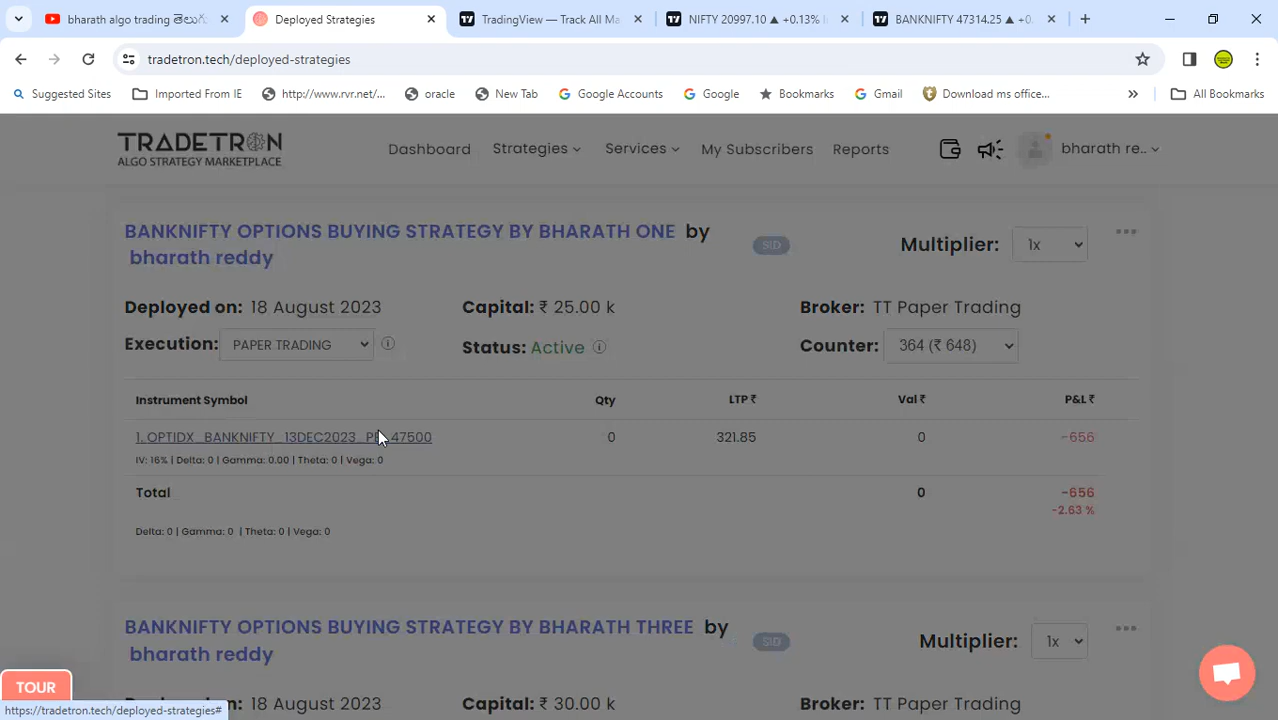 bharath algo trading తెలుగు
Deployed Strategies
TradingView — Track All Ma
NIFTY 20997.10 ▲ +0.13%
BANKNIFTY 47314.25 ▲ +0.
tradetron.tech/deployed-strategies
Suggested Sites
Imported From IE
http://www.rvr.net/...
oracle
New Tab
Google Accounts
Google
Bookmarks
Gmail
Download ms office...
»
All Bookmarks
TRADETRON
ALGO STRATEGY MARKETPLACE
Dashboard
Strategies
Services
My Subscribers
Reports
bharath re..
BANKNIFTY OPTIONS BUYING STRATEGY BY BHARATH ONE by
bharath reddy
SID
Multiplier: 1x
Deployed on: 18 August 2023
Capital: ₹ 25.00 k
Broker: TT Paper Trading
Execution: PAPER TRADING
Status: Active
Counter: 364 (₹ 648)
Instrument Symbol Qty LTP ₹ Val ₹ P&L ₹
1. OPTIDX_BANKNIFTY_13DEC2023_PE_47500 0 321.85 0 -656
IV: 16% | Delta: 0 | Gamma: 0.00 | Theta: 0 | Vega: 0
Total 0 -656
-2.63 %
Delta: 0 | Gamma: 0 | Theta: 0 | Vega: 0
BANKNIFTY OPTIONS BUYING STRATEGY BY BHARATH THREE by
bharath reddy
SID
Multiplier: 1x
TOUR
Deployed on: 18 August 2023
Capital: ₹ 30.00 k
Broker: TT Paper Trading
https://tradetron.tech/deployed-strategies#